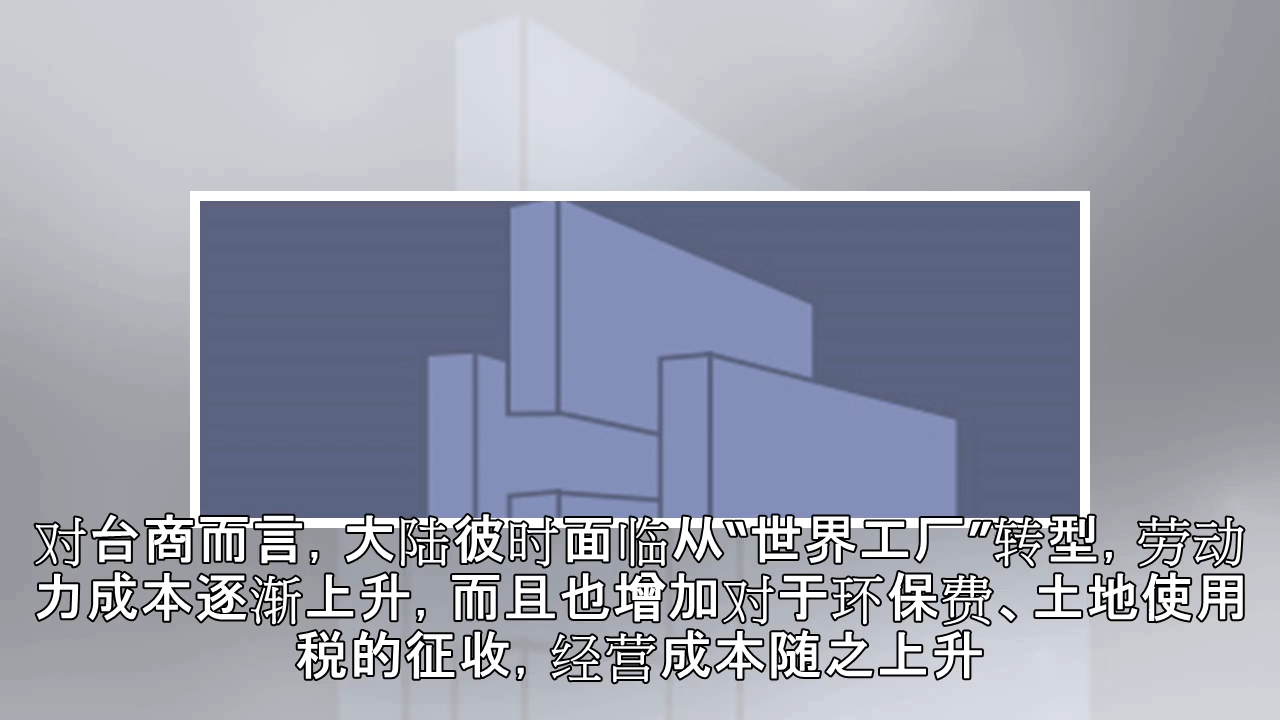 对台商而言，大陆彼时面临从“世界工厂”转型，劳动
力成本逐渐上升，而且也增加对于环保费、土地使用
税的征收，经营成本随之上升